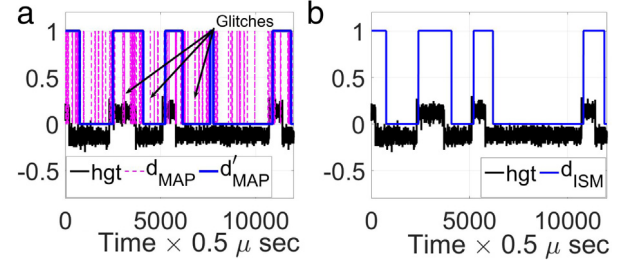 a
Glitches
1
0.5
0
-0.5
hgt d_MAP d′_MAP
0 5000 10000
Time × 0.5 μ sec
b
1
0.5
0
-0.5
hgt d_ISM
0 5000 10000
Time × 0.5 μ sec